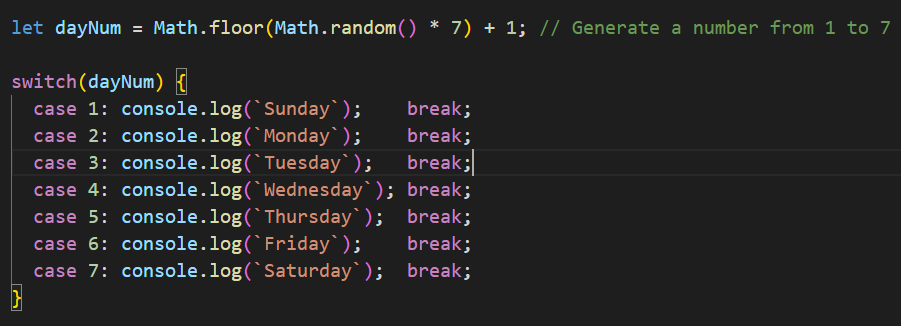 let dayNum = Math.floor(Math.random() * 7) + 1; // Generate a number from 1 to 7
switch(dayNum) {
  case 1: console.log(`Sunday`);    break;
  case 2: console.log(`Monday`);    break;
  case 3: console.log(`Tuesday`);   break;
  case 4: console.log(`Wednesday`); break;
  case 5: console.log(`Thursday`);  break;
  case 6: console.log(`Friday`);    break;
  case 7: console.log(`Saturday`);  break;
}